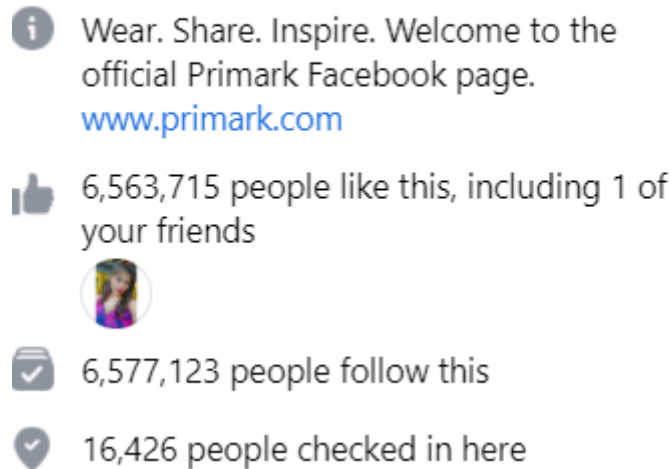 Wear. Share. Inspire. Welcome to the
official Primark Facebook page.
www.primark.com
6,563,715 people like this, including 1 of
your friends
6,577,123 people follow this
16,426 people checked in here